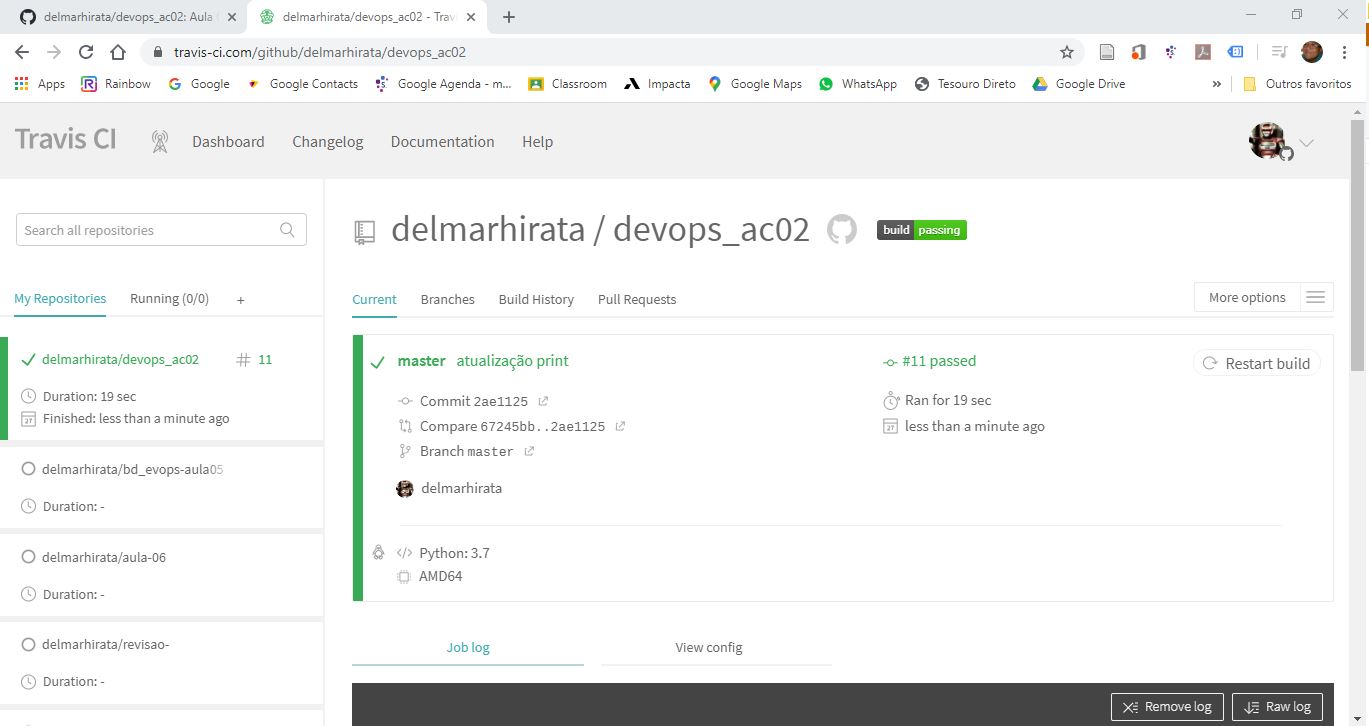 delmarhirata/devops_ac02: Aula
delmarhirata/devops_ac02 - Trav
travis-ci.com/github/delmarhirata/devops_ac02
Apps Rainbow Google Google Contacts Google Agenda - m... Classroom Impacta Google Maps WhatsApp Tesouro Direto Google Drive » Outros favoritos
Travis CI Dashboard Changelog Documentation Help
Search all repositories
My Repositories Running (0/0) +
delmarhirata/devops_ac02 # 11
Duration: 19 sec
Finished: less than a minute ago
delmarhirata/bd_evops-aula05
Duration: -
delmarhirata/aula-06
Duration: -
delmarhirata/revisao-
Duration: -
delmarhirata / devops_ac02 build passing
Current Branches Build History Pull Requests More options
master atualização print #11 passed Restart build
Commit 2ae1125 Ran for 19 sec
Compare 67245bb..2ae1125 less than a minute ago
Branch master
delmarhirata
Python: 3.7
AMD64
Job log View config
Remove log Raw log